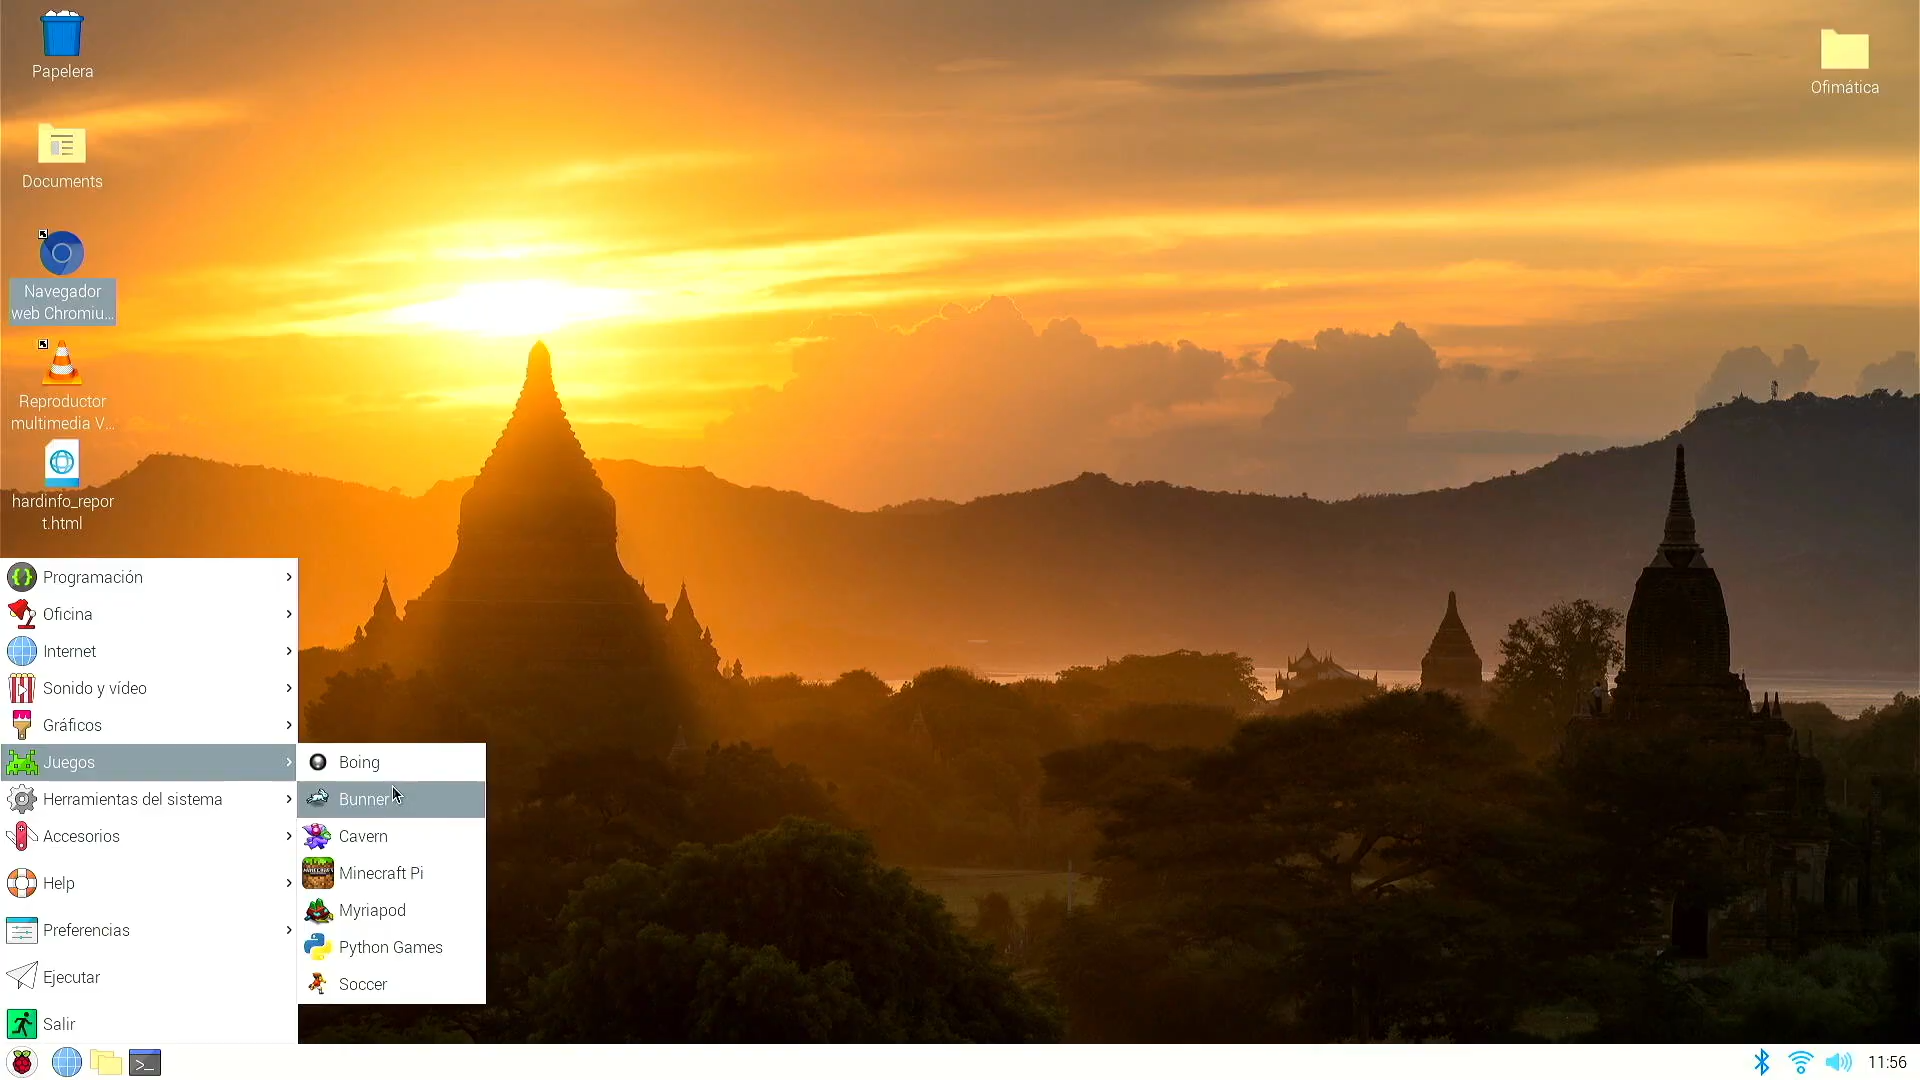 Papelera
Ofimática
Documents
Navegador
web Chromiu...
Reproductor
multimedia V...
hardinfo_repor
t.html
Programación
Oficina
Internet
Sonido y vídeo
Gráficos
Juegos
Herramientas del sistema
Accesorios
Help
Preferencias
Ejecutar
Salir
Boing
Bunner
Cavern
Minecraft Pi
Myriapod
Python Games
Soccer
11:56